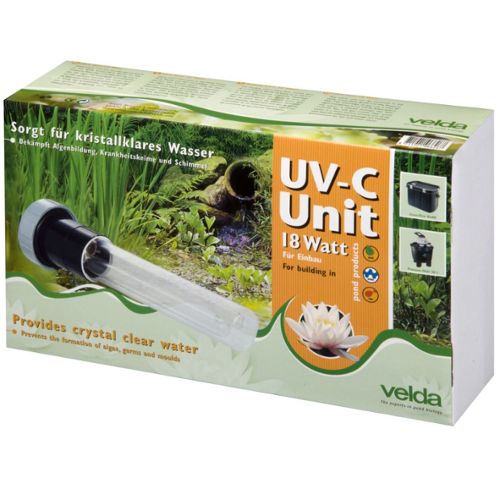 velda
Sorgt für kristallklares Wasser
Bekämpft Algenbildung, Krankheitskeime und Schimmel
UV-C
Unit
18 Watt
Für Einbau
For building in
pond products
Provides crystal clear water
Prevents the formation of algae, germs and moulds
velda
The experts in pond biology